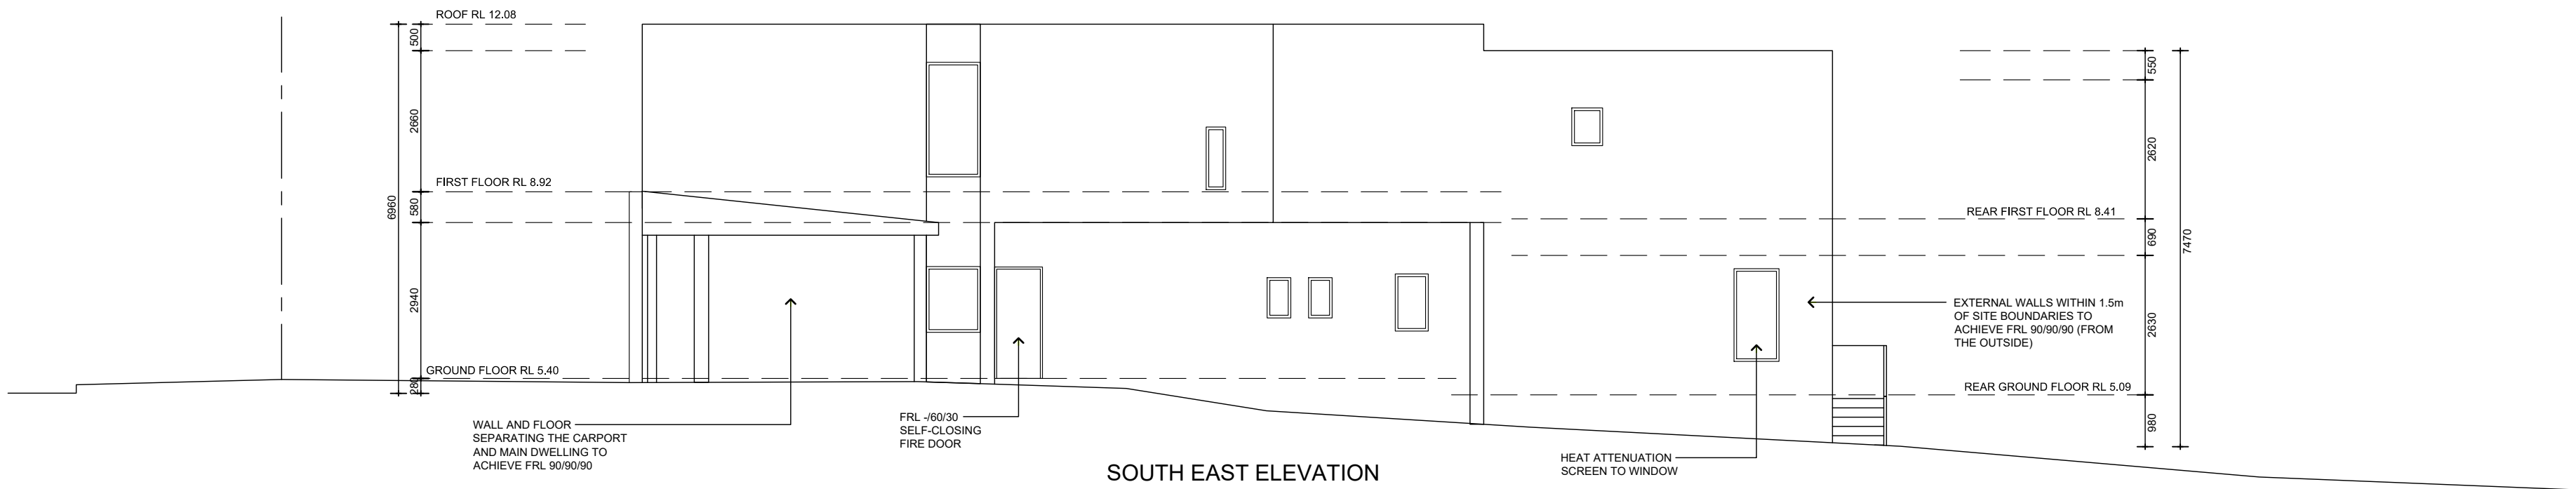 ROOF RL 12.08
500
2660
FIRST FLOOR RL 8.92
580
6960
2940
GROUND FLOOR RL 5.40
280
WALL AND FLOOR
SEPARATING THE CARPORT
AND MAIN DWELLING TO
ACHIEVE FRL 90/90/90
FRL -/60/30
SELF-CLOSING
FIRE DOOR
SOUTH EAST ELEVATION
HEAT ATTENUATION
SCREEN TO WINDOW
550
2620
REAR FIRST FLOOR RL 8.41
690
7470
EXTERNAL WALLS WITHIN 1.5m
OF SITE BOUNDARIES TO
ACHIEVE FRL 90/90/90 (FROM
THE OUTSIDE)
2630
REAR GROUND FLOOR RL 5.09
980